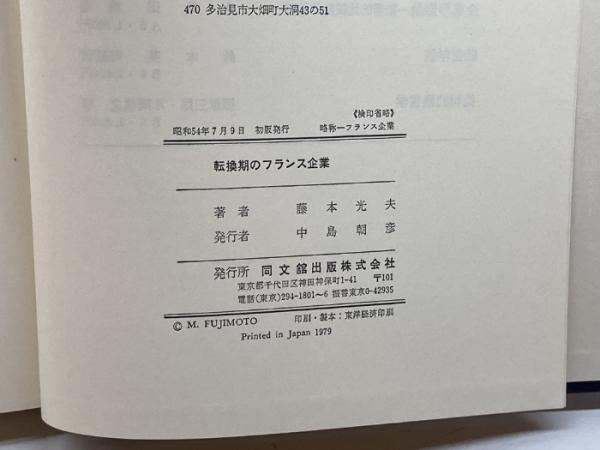 470 多治見市大畑町大洞43の51
《検印省略》
昭和54年7月9日 初版発行 略称ーフランス企業
転換期のフランス企業
著者 藤本光夫
発行者 中島朝彦
発行所 同文舘出版株式会社
東京都千代田区神田神保町1-41 〒101
電話(東京)294-1801〜6 振替東京0-42935
© M. FUJIMOTO 印刷・製本:東洋経済印刷
Printed in Japan 1979